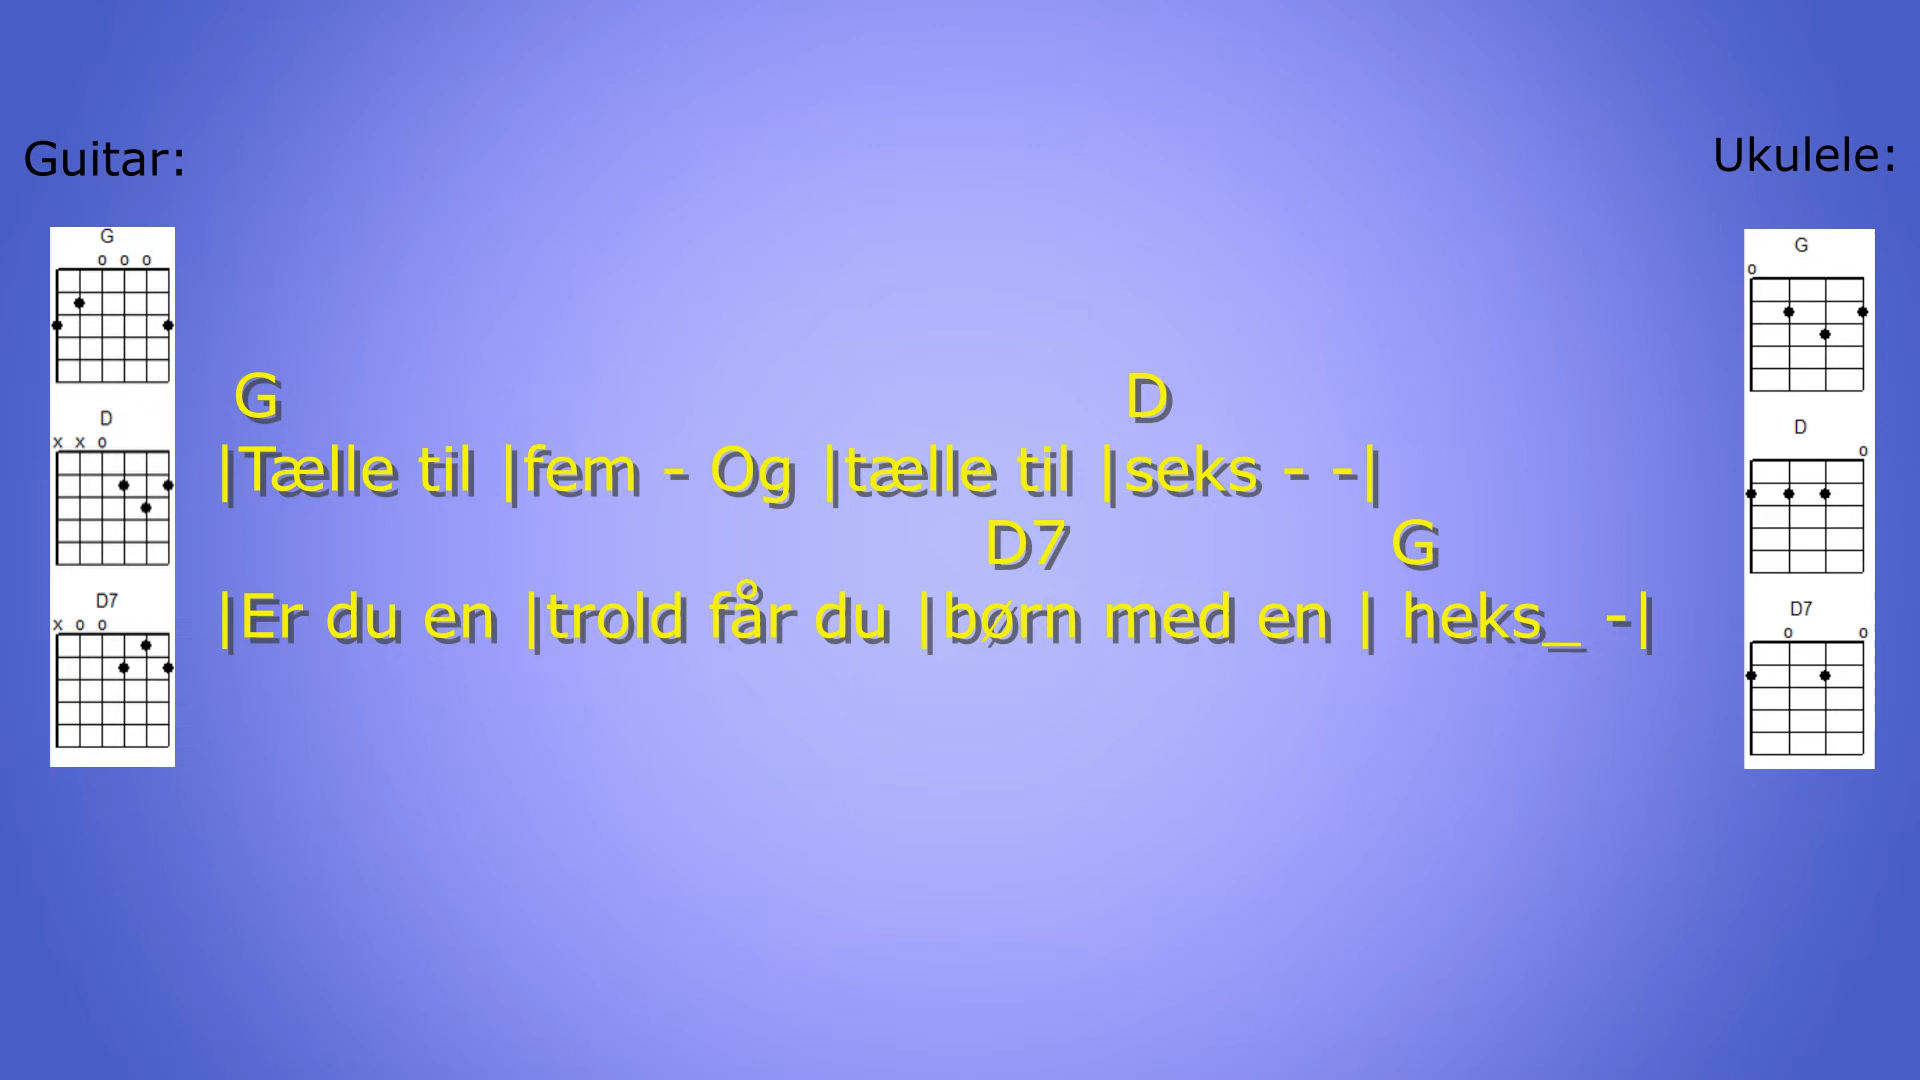 Guitar:
Ukulele:
G
o o o
D
x x o
D7
x o o
G D
|Tælle til |fem - Og |tælle til |seks - -|
D7 G
|Er du en |trold får du |børn med en | heks_ -|
G
o
D
o
D7
o o